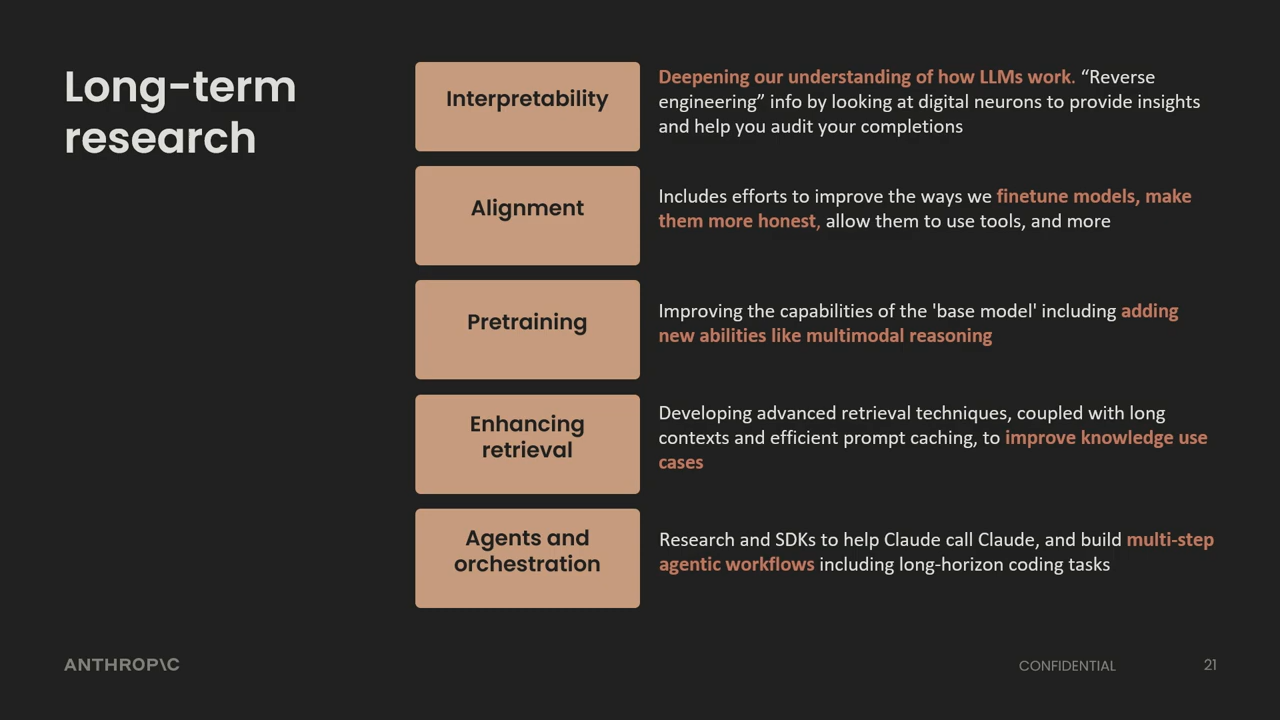 Long-term
research
Interpretability
Deepening our understanding of how LLMs work. “Reverse
engineering” info by looking at digital neurons to provide insights
and help you audit your completions
Alignment
Includes efforts to improve the ways we finetune models, make
them more honest, allow them to use tools, and more
Pretraining
Improving the capabilities of the 'base model' including adding
new abilities like multimodal reasoning
Enhancing
retrieval
Developing advanced retrieval techniques, coupled with long
contexts and efficient prompt caching, to improve knowledge use
cases
Agents and
orchestration
Research and SDKs to help Claude call Claude, and build multi-step
agentic workflows including long-horizon coding tasks
ANTHROP\C
CONFIDENTIAL
21